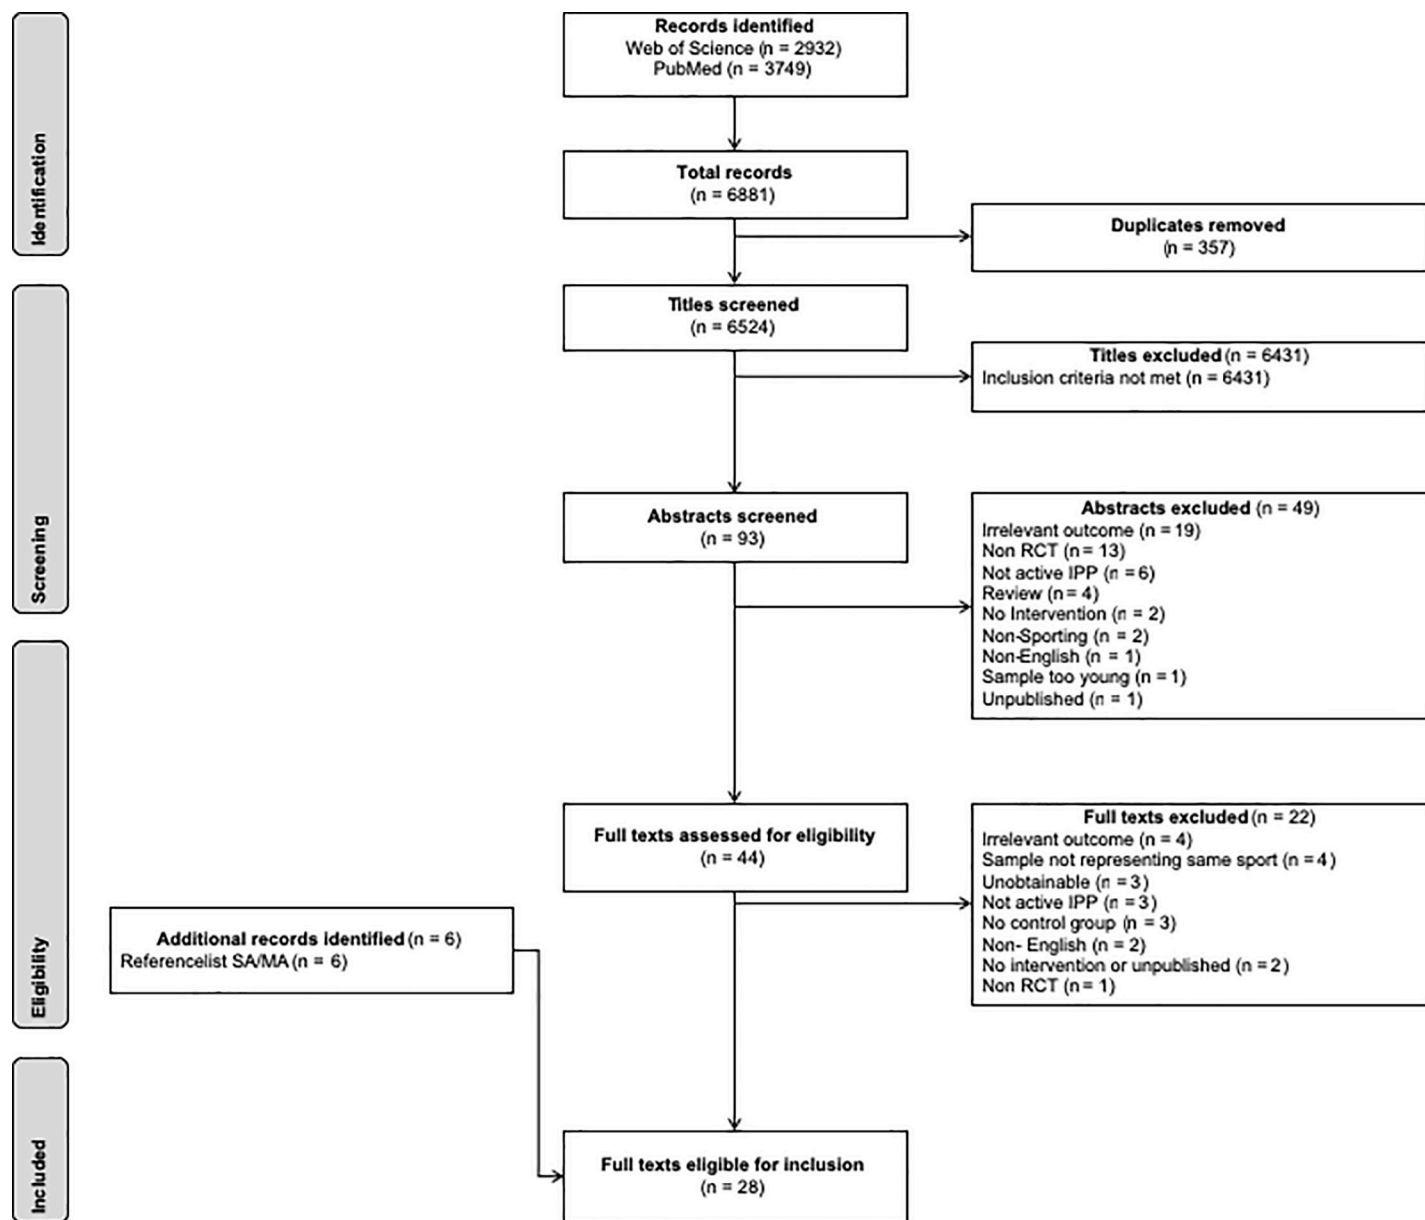 Identification
Records identified
Web of Science (n = 2932)
PubMed (n = 3749)
Total records
(n = 6881)
Duplicates removed
(n = 357)
Screening
Titles screened
(n = 6524)
Titles excluded (n = 6431)
Inclusion criteria not met (n = 6431)
Abstracts screened
(n = 93)
Abstracts excluded (n = 49)
Irrelevant outcome (n = 19)
Non RCT (n = 13)
Not active IPP (n = 6)
Review (n = 4)
No Intervention (n = 2)
Non-Sporting (n = 2)
Non-English (n = 1)
Sample too young (n = 1)
Unpublished (n = 1)
Eligibility
Full texts assessed for eligibility
(n = 44)
Full texts excluded (n = 22)
Irrelevant outcome (n = 4)
Sample not representing same sport (n = 4)
Unobtainable (n = 3)
Not active IPP (n = 3)
No control group (n = 3)
Non- English (n = 2)
No intervention or unpublished (n = 2)
Non RCT (n = 1)
Additional records identified (n = 6)
Referencelist SA/MA (n = 6)
Included
Full texts eligible for inclusion
(n = 28)